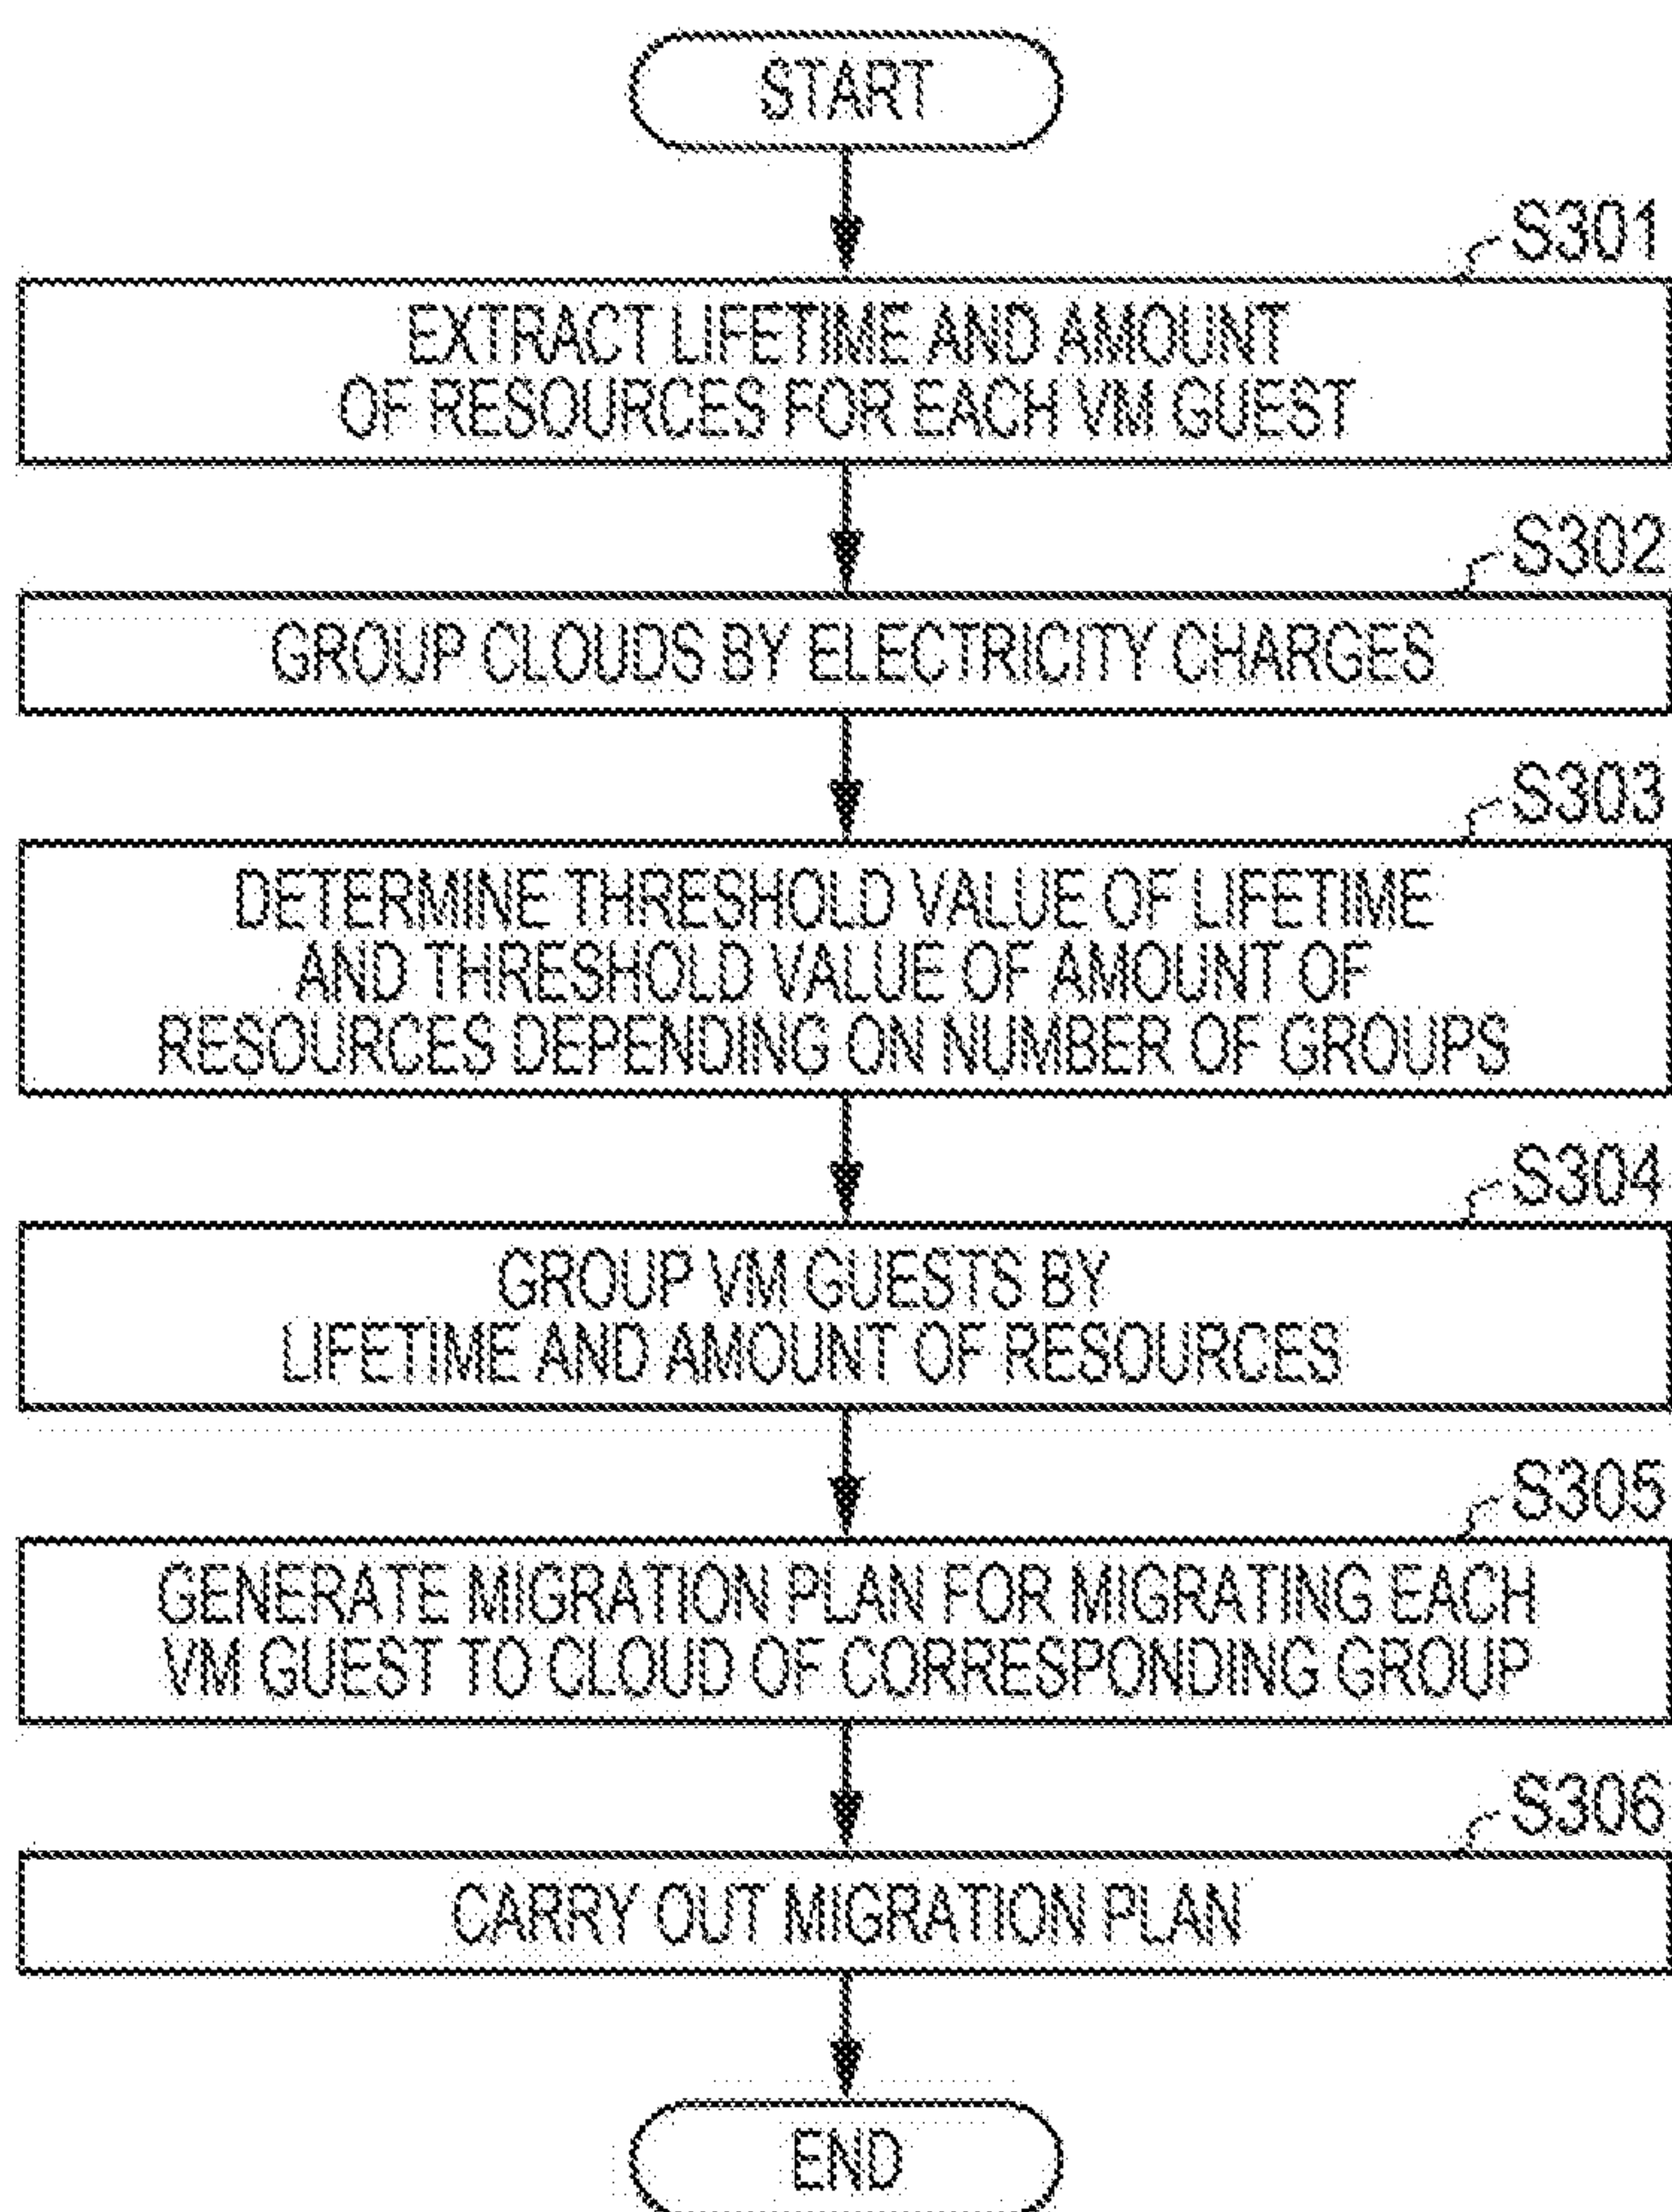 START
S301
EXTRACT LIFETIME AND AMOUNT
OF RESOURCES FOR EACH VM GUEST
S302
GROUP CLOUDS BY ELECTRICITY CHARGES
S303
DETERMINE THRESHOLD VALUE OF LIFETIME
AND THRESHOLD VALUE OF AMOUNT OF
RESOURCES DEPENDING ON NUMBER OF GROUPS
S304
GROUP VM GUESTS BY
LIFETIME AND AMOUNT OF RESOURCES
S305
GENERATE MIGRATION PLAN FOR MIGRATING EACH
VM GUEST TO CLOUD OF CORRESPONDING GROUP
S306
CARRY OUT MIGRATION PLAN
END